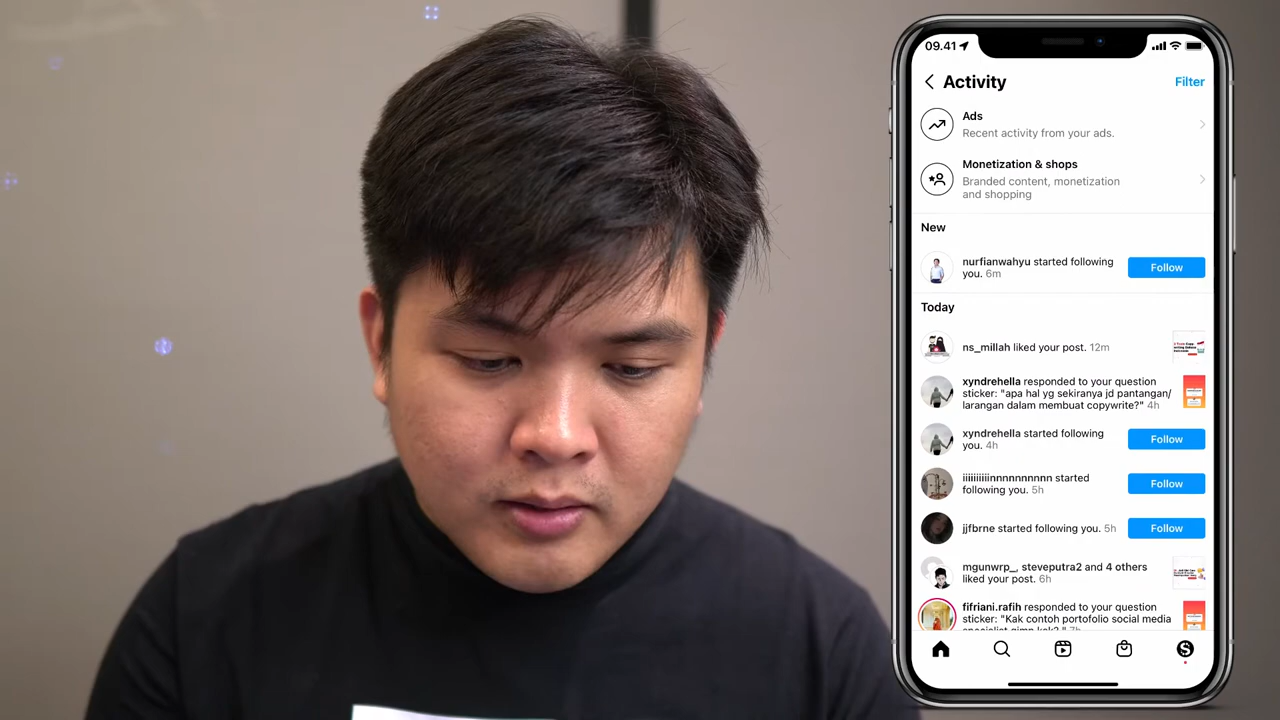 09.41
Activity
Filter
Ads
Recent activity from your ads.
Monetization & shops
Branded content, monetization
and shopping
New
nurfianwahyu started following
you. 6m
Follow
Today
ns_millah liked your post. 12m
xyndrehella responded to your question
sticker: "apa hal yg sekiranya jd pantangan/
larangan dalam membuat copywrite?" 4h
xyndrehella started following
you. 4h
Follow
iiiiiiiiiinnnnnnnnnn started
following you. 5h
Follow
jjfbrne started following you. 5h
Follow
mgunwrp_, steveputra2 and 4 others
liked your post. 6h
fifriani.rafih responded to your question
sticker: "Kak contoh portofolio social media